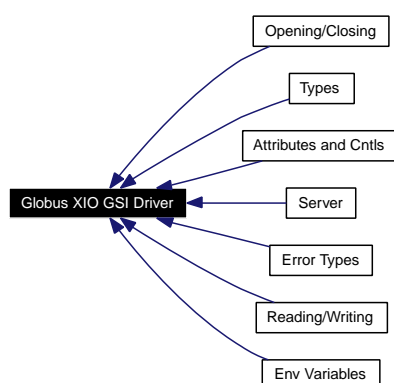 Opening/Closing
Types
Attributes and Cntls
Globus XIO GSI Driver
Server
Error Types
Reading/Writing
Env Variables